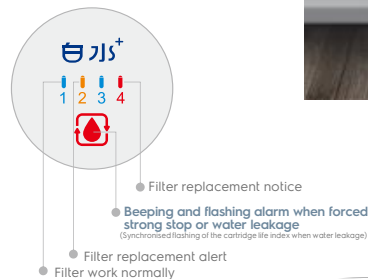 白水+
1 2 3 4
Filter replacement notice
Beeping and flashing alarm when forced
strong stop or water leakage
(Synchronised flashing of the cartridge life index when water leakage)
Filter replacement alert
Filter work normally